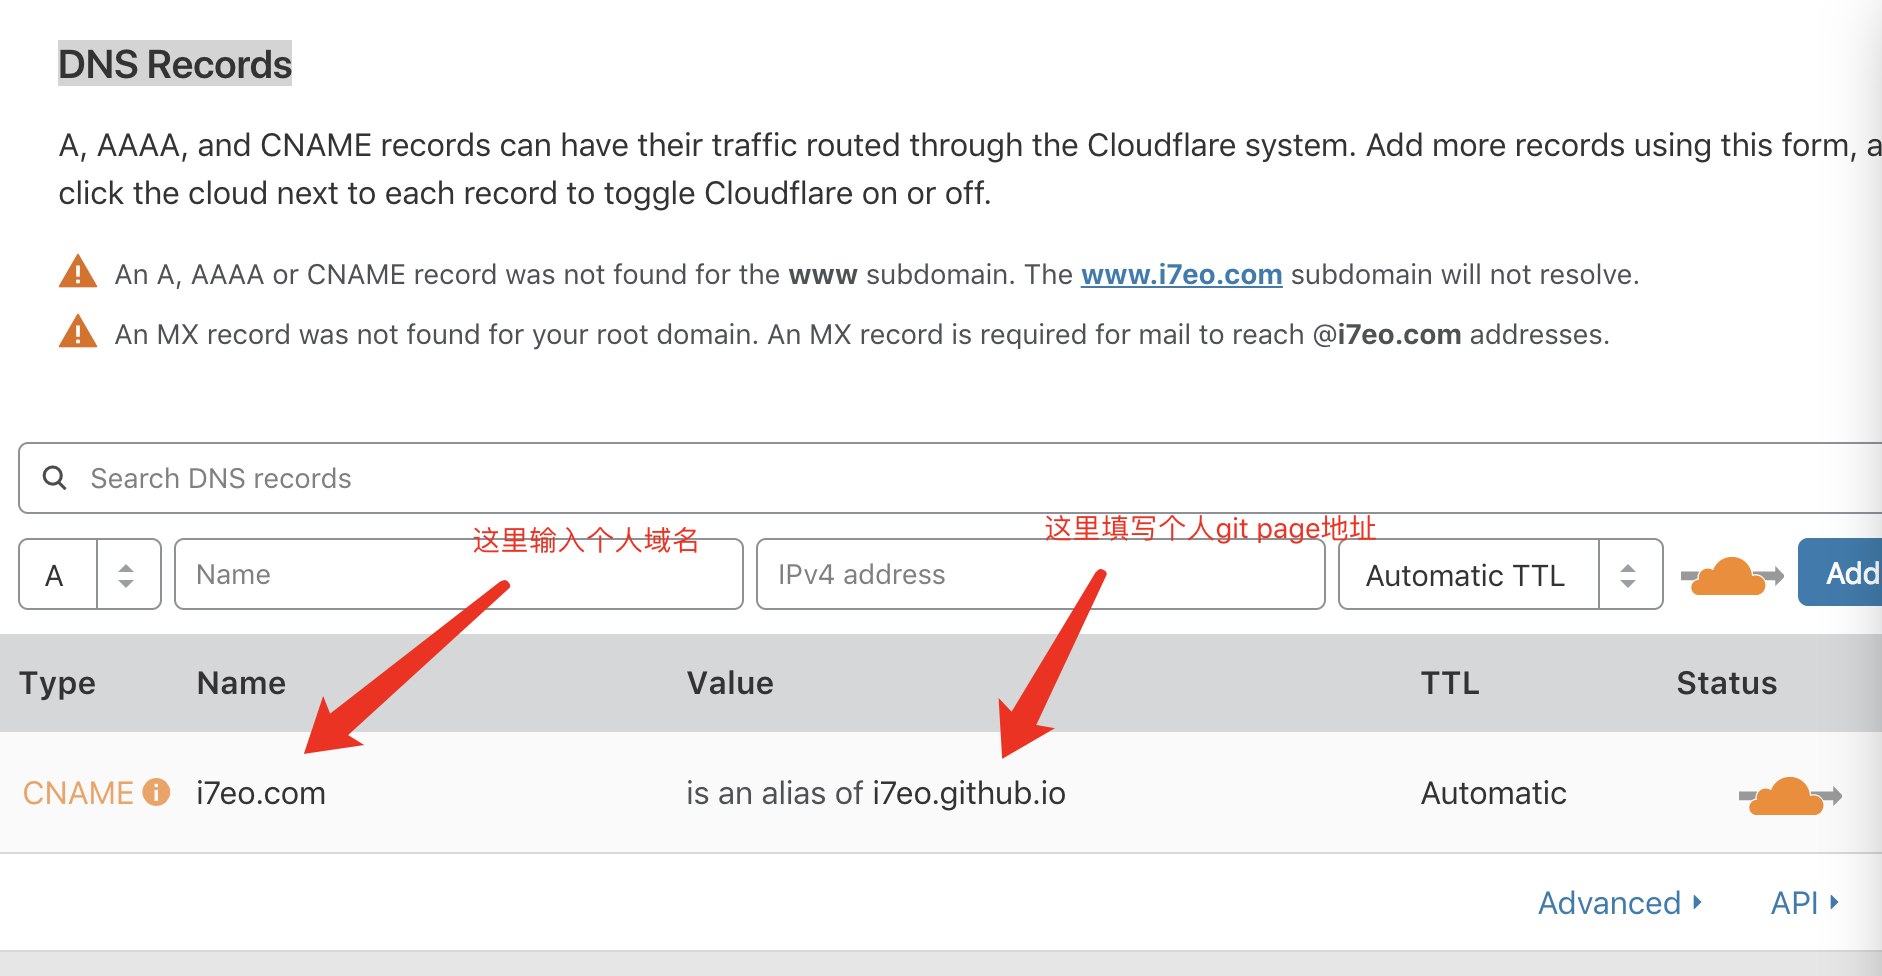 DNS Records
A, AAAA, and CNAME records can have their traffic routed through the Cloudflare system. Add more records using this form, a
click the cloud next to each record to toggle Cloudflare on or off.
An A, AAAA or CNAME record was not found for the www subdomain. The www.i7eo.com subdomain will not resolve.
An MX record was not found for your root domain. An MX record is required for mail to reach @i7eo.com addresses.
Search DNS records
这里输入个人域名 这里填写个人git page地址
A Name IPv4 address Automatic TTL Add
Type Name Value TTL Status
CNAME i7eo.com is an alias of i7eo.github.io Automatic
Advanced API